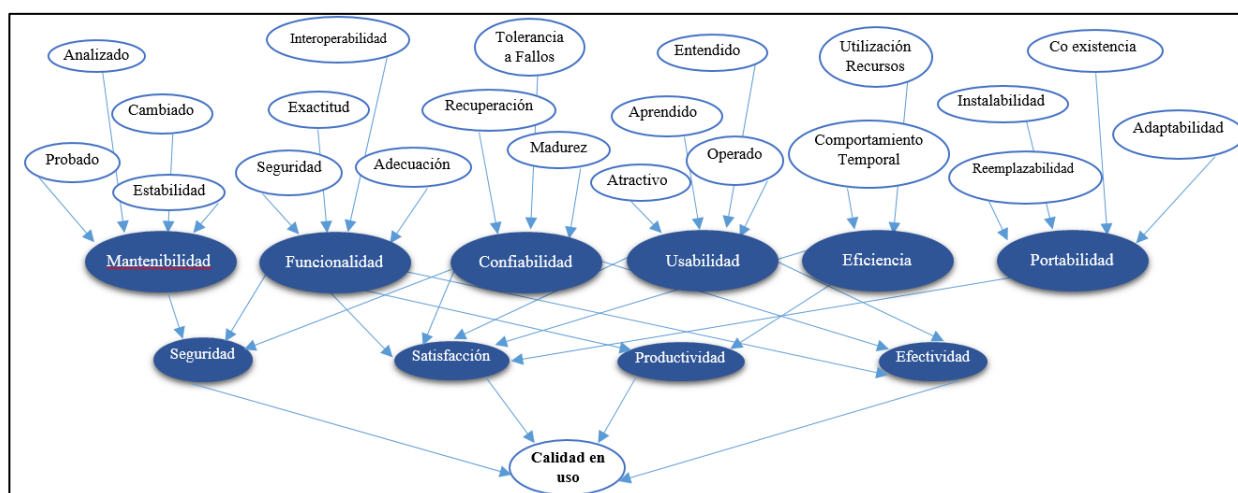 Analizado
Interoperabilidad
Tolerancia
a Fallos
Entendido
Utilización
Recursos
Co existencia
Cambiado
Exactitud
Recuperación
Aprendido
Instalabilidad
Adaptabilidad
Probado
Estabilidad
Seguridad
Adecuación
Madurez
Atractivo
Operado
Comportamiento
Temporal
Reemplazabilidad
Mantenibilidad
Funcionalidad
Confiabilidad
Usabilidad
Eficiencia
Portabilidad
Seguridad
Satisfacción
Productividad
Efectividad
Calidad en
uso